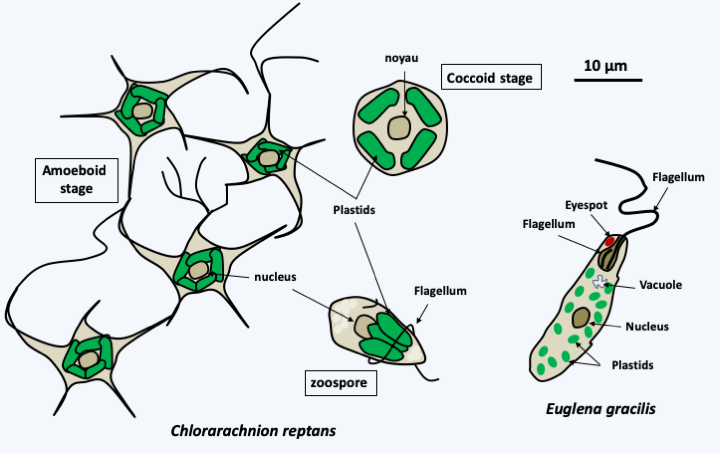 noyau
Coccoid stage
10 µm
Amoeboid
stage
Plastids
nucleus
Flagellum
zoospore
Chlorarachnion reptans
Flagellum
Eyespot
Flagellum
Vacuole
Nucleus
Plastids
Euglena gracilis